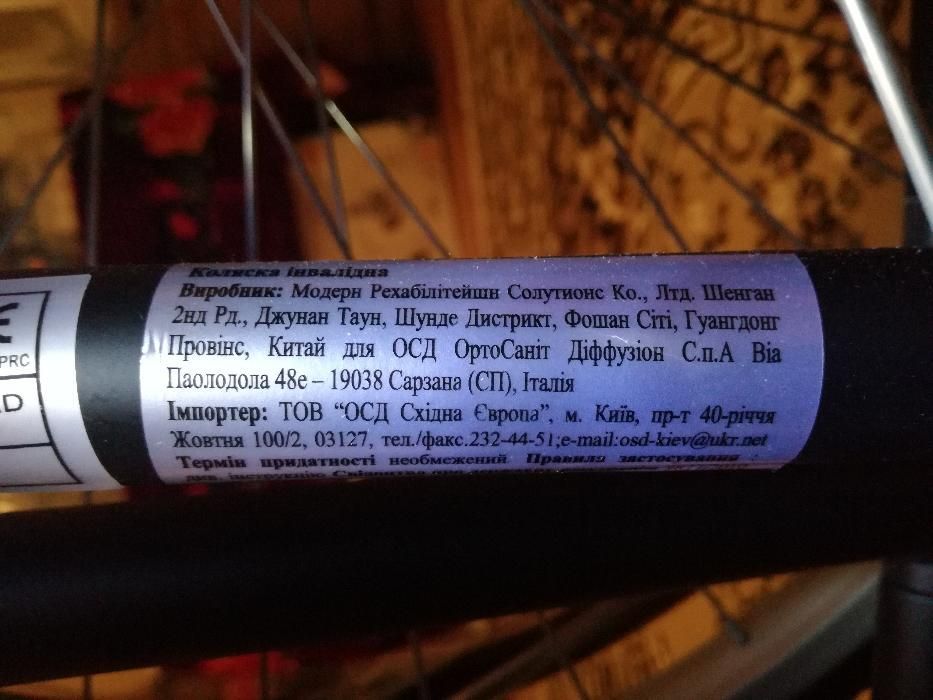 Коляска інвалідна
Виробник: Модерн Рехабілітейшн Солутионс Ко., Лтд. Шенган
2нд Рд., Джунан Таун, Шунде Дистрикт, Фошан Сіті, Гуангдонг
Провінс, Китай для ОСД ОртоСаніт Діффузіон С.п.А Віа
Паолодола 48е – 19038 Сарзана (СП), Італія
Імпортер: ТОВ “ОСД Східна Європа”, м. Київ, пр-т 40-річчя
Жовтня 100/2, 03127, тел./факс.232-44-51;e-mail:osd-kiev@ukr.net
Термін придатності необмежений. Правила застосування -
див. інструкцію
PRC